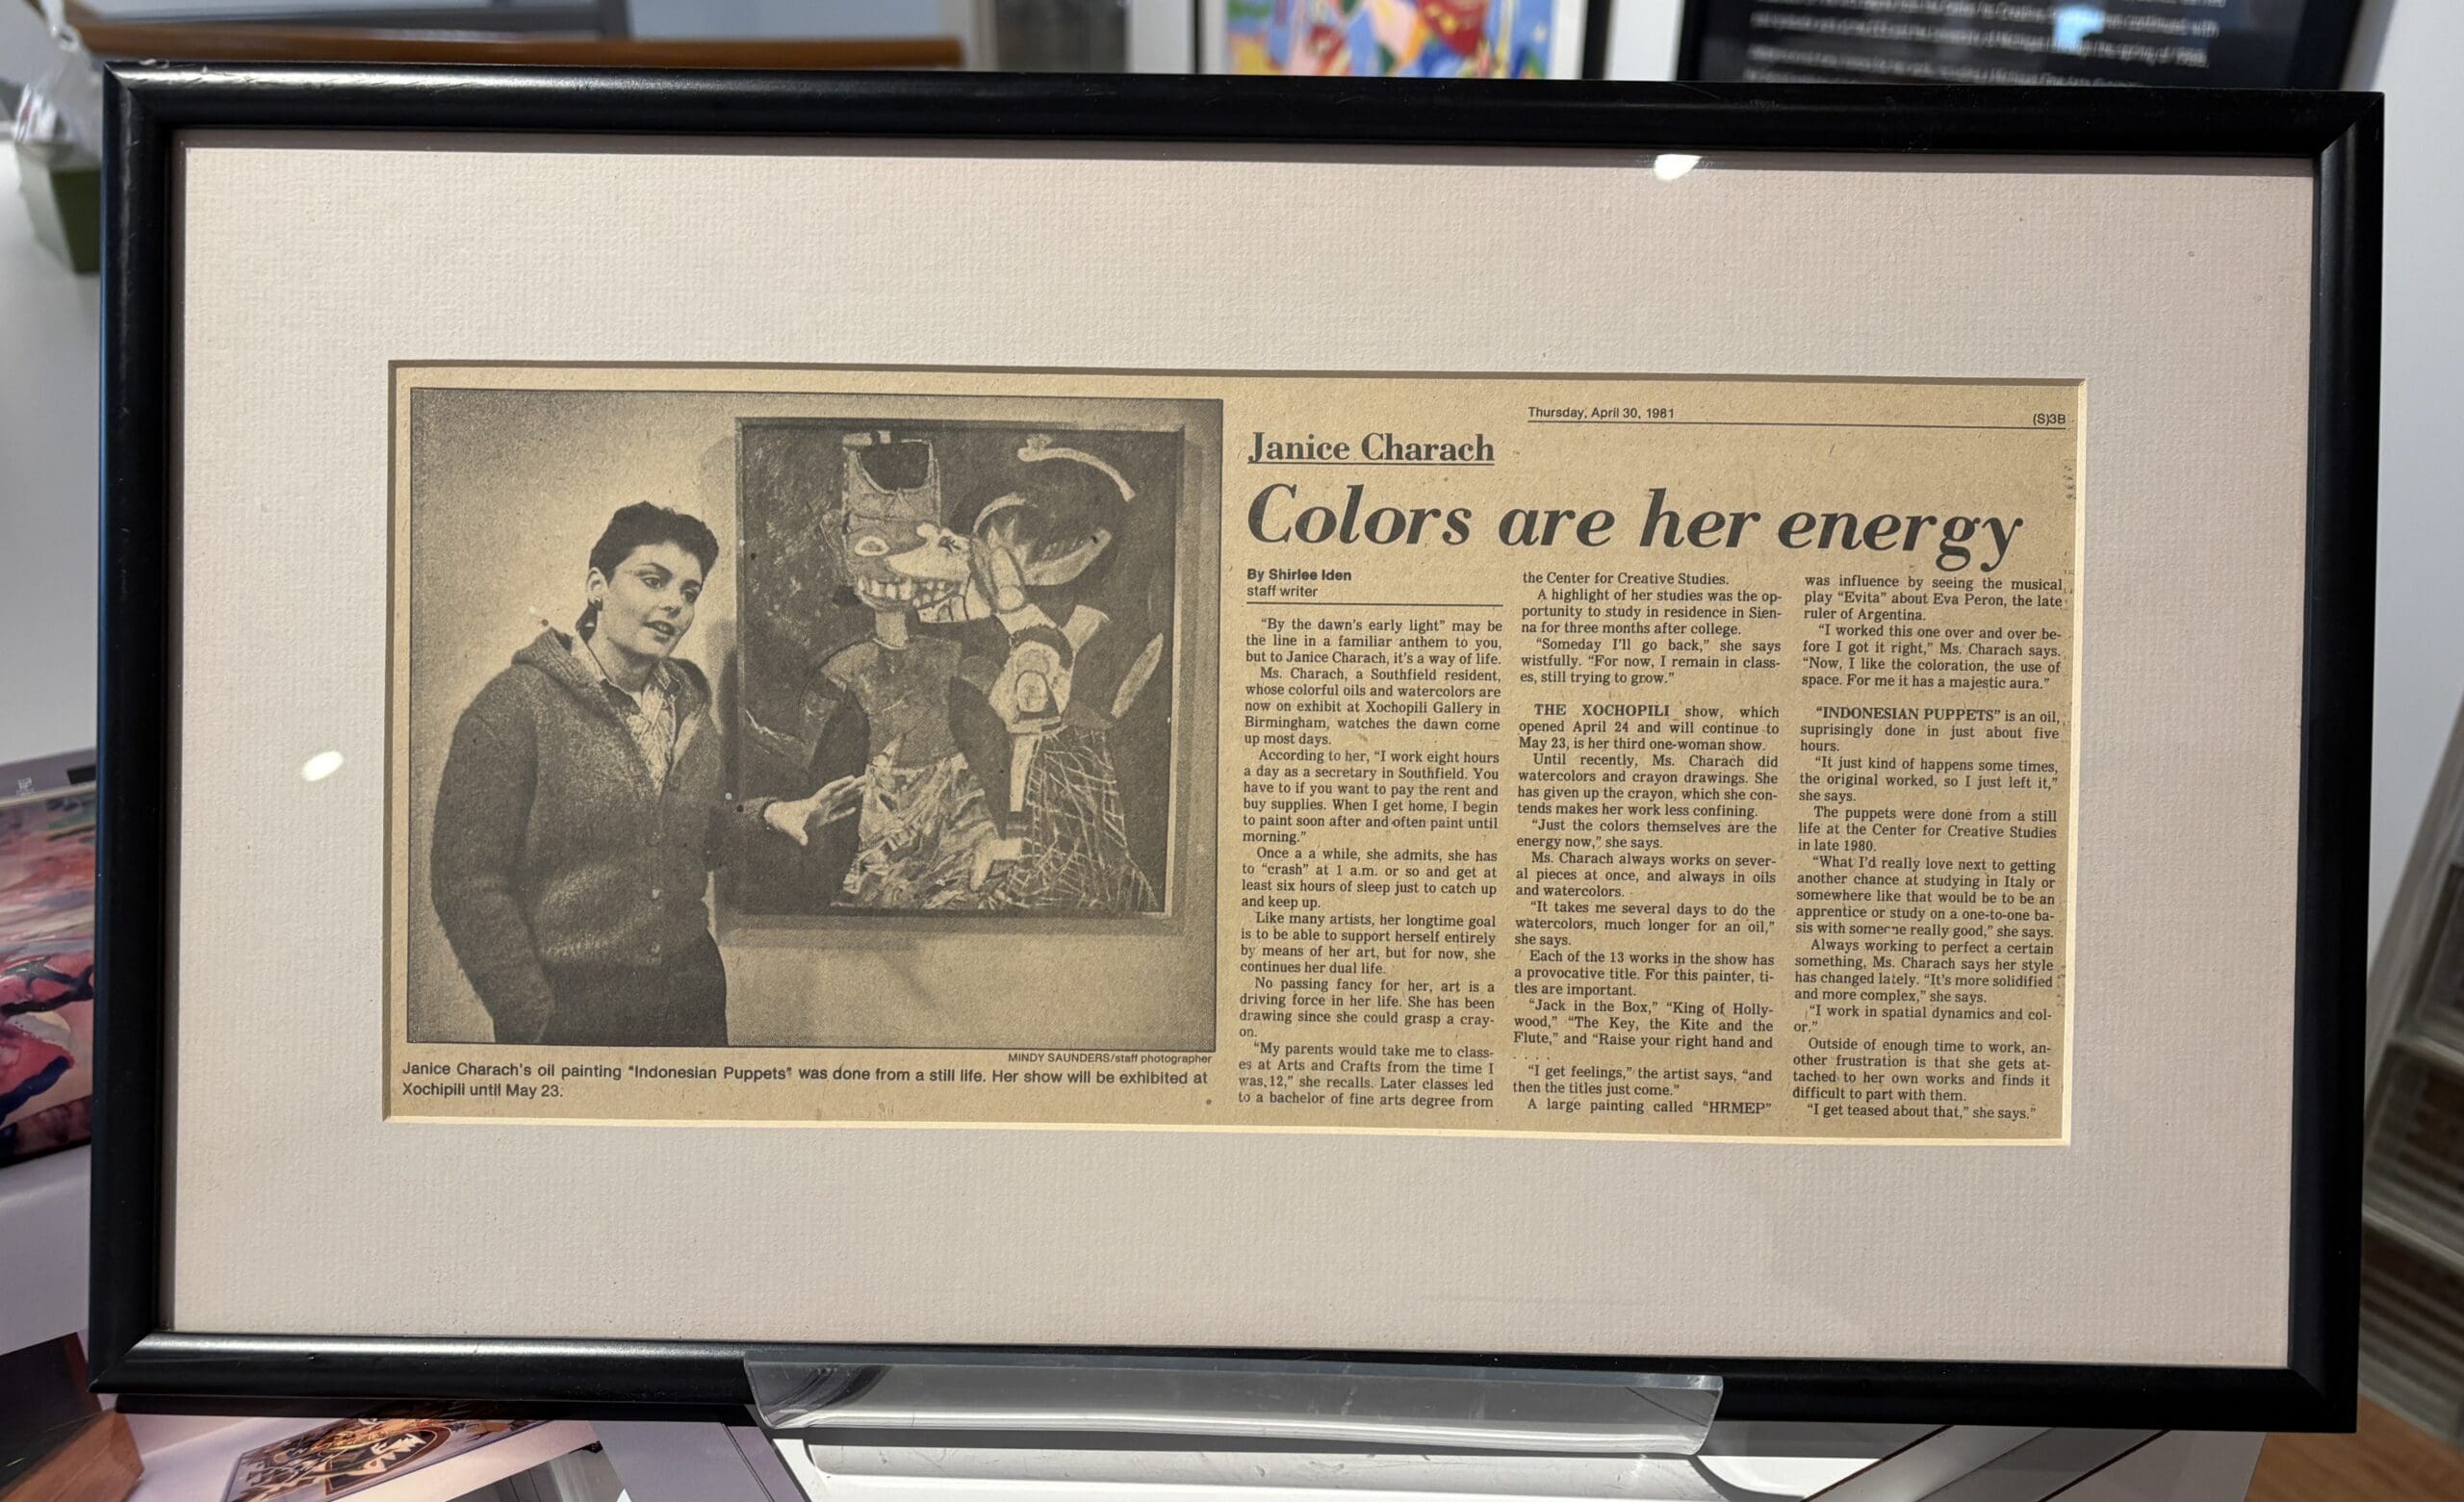 Thursday, April 30, 1981
(S)3B
Janice Charach
Colors are her energy
By Shirlee Iden
staff writer
"By the dawn's early light" may be
the line in a familiar anthem to you,
but to Janice Charach, it's a way of life.
Ms. Charach, a Southfield resident,
whose colorful oils and watercolors are
now on exhibit at Xochopili Gallery in
Birmingham, watches the dawn come
up most days.
According to her, "I work eight hours
a day as a secretary in Southfield. You
have to if you want to pay the rent and
buy supplies. When I get home, I begin
to paint soon after and often paint until
morning."
Once a a while, she admits, she has
to "crash" at 1 a.m. or so and get at
least six hours of sleep just to catch up
and keep up.
Like many artists, her longtime goal
is to be able to support herself entirely
by means of her art, but for now, she
continues her dual life.
No passing fancy for her, art is a
driving force in her life. She has been
drawing since she could grasp a cray-
on.
"My parents would take me to class-
es at Arts and Crafts from the time I
was 12," she recalls. Later classes led
to a bachelor of fine arts degree from
the Center for Creative Studies.
A highlight of her studies was the op-
portunity to study in residence in Sien-
na for three months after college.
"Someday I'll go back," she says
wistfully. "For now, I remain in class-
es, still trying to grow."
THE XOCHOPILI show, which
opened April 24 and will continue to
May 23, is her third one-woman show.
Until recently, Ms. Charach did
watercolors and crayon drawings. She
has given up the crayon, which she con-
tends makes her work less confining.
"Just the colors themselves are the
energy now," she says.
Ms. Charach always works on sever-
al pieces at once, and always in oils
and watercolors.
"It takes me several days to do the
watercolors, much longer for an oil,"
she says.
Each of the 13 works in the show has
a provocative title. For this painter, ti-
tles are important.
"Jack in the Box," "King of Holly-
wood," "The Key, the Kite and the
Flute," and "Raise your right hand and
. . . .
"I get feelings," the artist says, "and
then the titles just come."
A large painting called "HRMEP"
was influence by seeing the musical
play "Evita" about Eva Peron, the late
ruler of Argentina.
"I worked this one over and over be-
fore I got it right," Ms. Charach says.
"Now, I like the coloration, the use of
space. For me it has a majestic aura."
"INDONESIAN PUPPETS" is an oil,
suprisingly done in just about five
hours.
"It just kind of happens some times,
the original worked, so I just left it,"
she says.
The puppets were done from a still
life at the Center for Creative Studies
in late 1980.
"What I'd really love next to getting
another chance at studying in Italy or
somewhere like that would be to be an
apprentice or study on a one-to-one ba-
sis with someone really good," she says.
Always working to perfect a certain
something, Ms. Charach says her style
has changed lately. "It's more solidified
and more complex," she says.
"I work in spatial dynamics and col-
or."
Outside of enough time to work, an-
other frustration is that she gets at-
tached to her own works and finds it
difficult to part with them.
"I get teased about that," she says."
MINDY SAUNDERS/staff photographer
Janice Charach's oil painting "Indonesian Puppets" was done from a still life. Her show will be exhibited at
Xochipill until May 23.